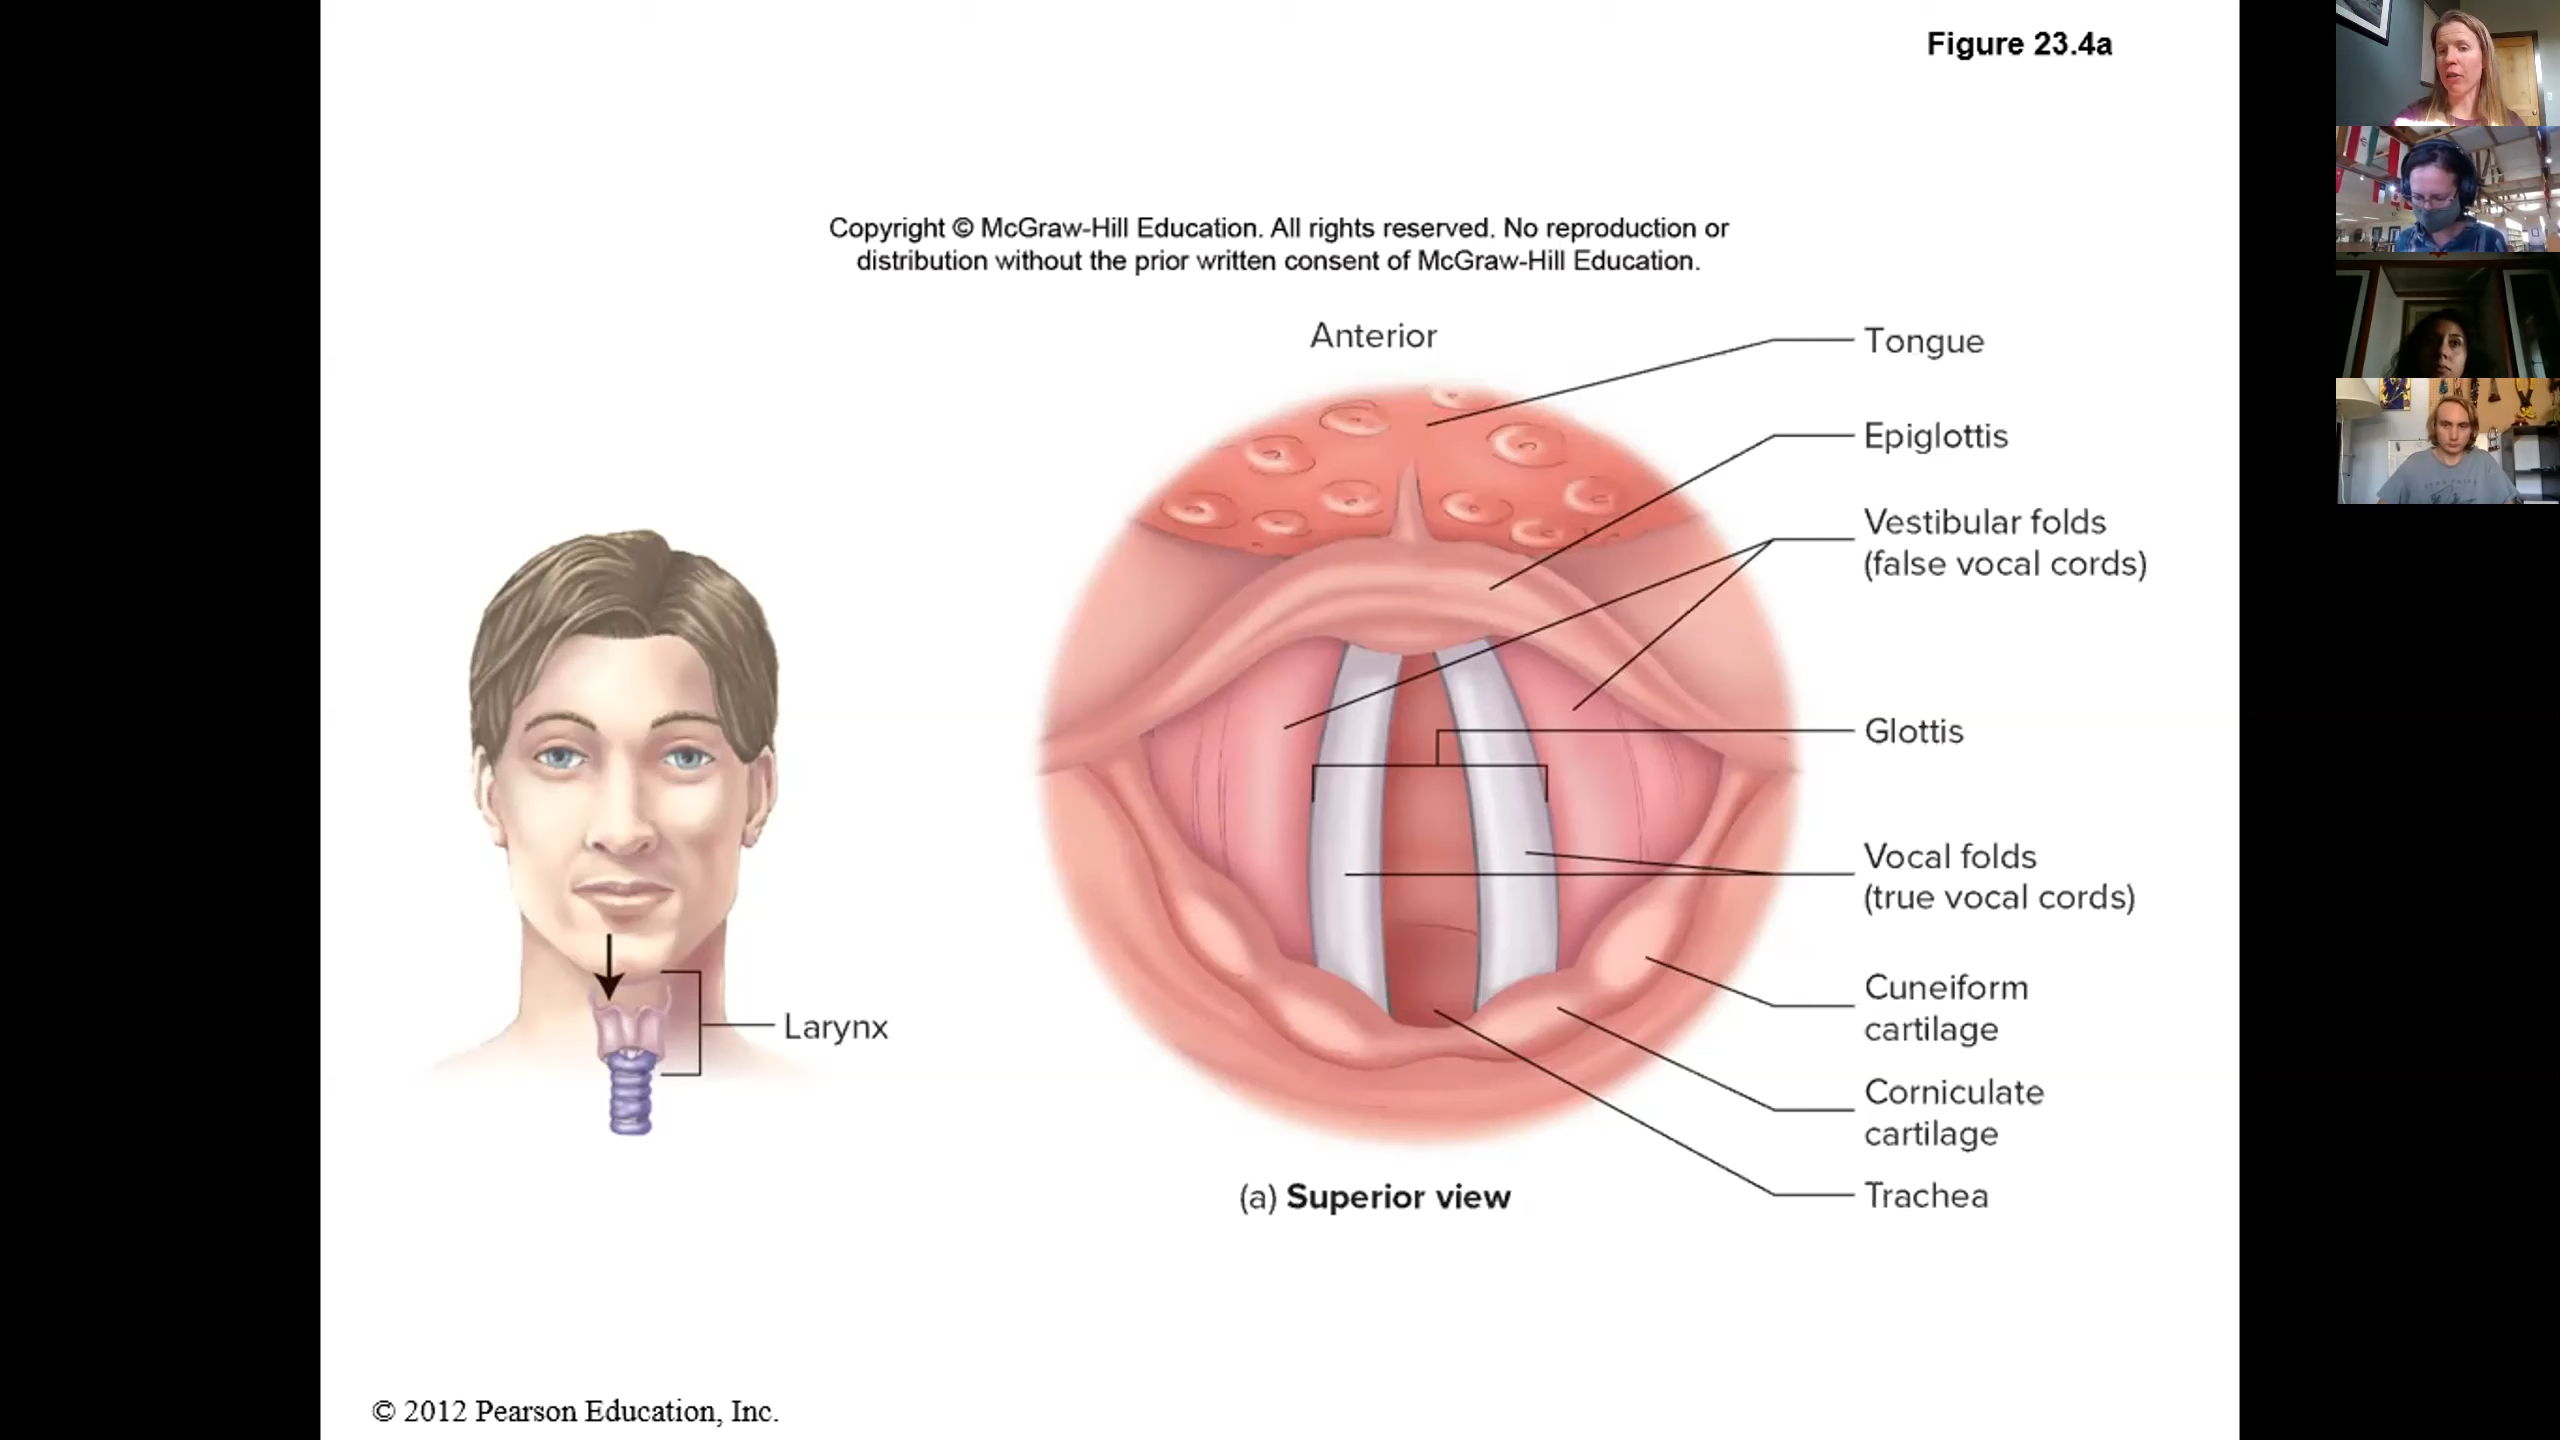 Figure 23.4a
Copyright © McGraw-Hill Education. All rights reserved. No reproduction or
distribution without the prior written consent of McGraw-Hill Education.
Anterior
Tongue
Epiglottis
Vestibular folds
(false vocal cords)
Glottis
Vocal folds
(true vocal cords)
Cuneiform
cartilage
Corniculate
cartilage
Trachea
Larynx
(a) Superior view
© 2012 Pearson Education, Inc.